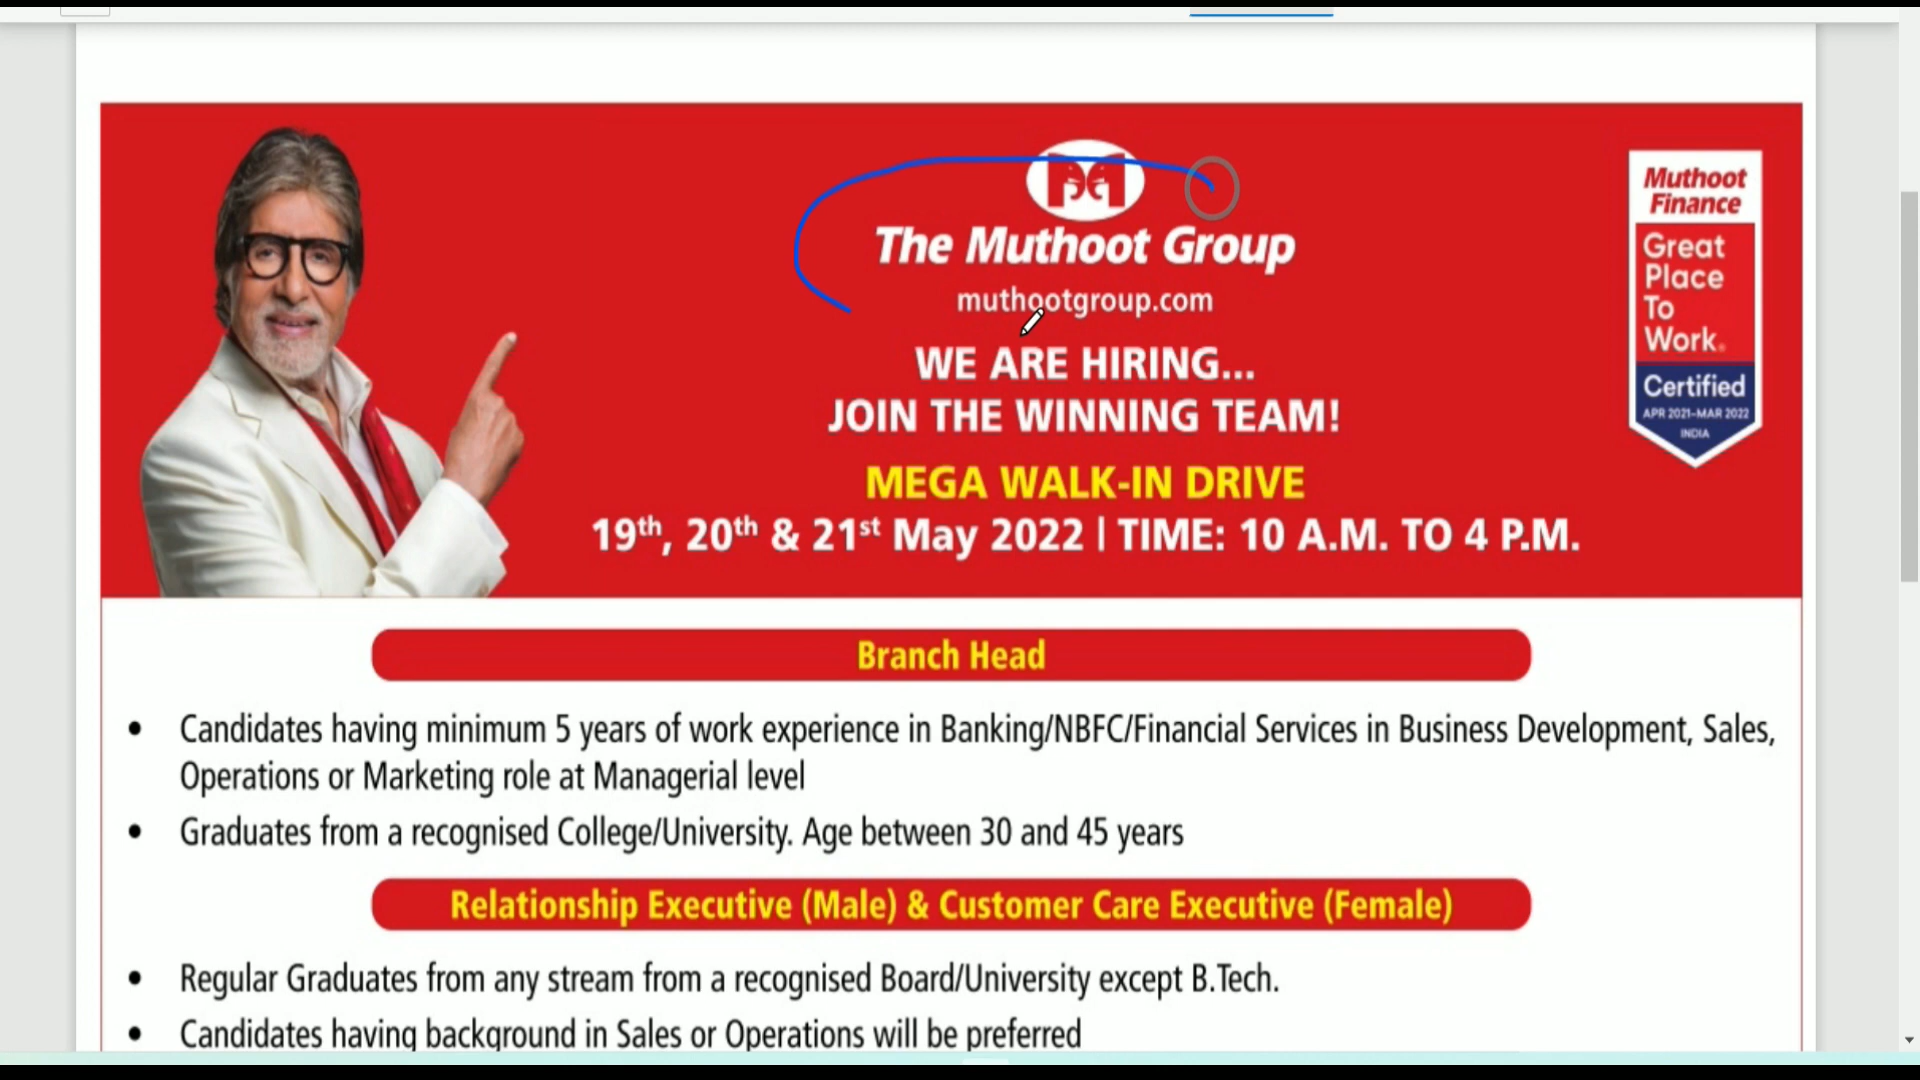 The Muthoot Group
muthootgroup.com
WE ARE HIRING...
JOIN THE WINNING TEAM!
MEGA WALK-IN DRIVE
19th, 20th & 21st May 2022 | TIME: 10 A.M. TO 4 P.M.
Muthoot
Finance
Great
Place
To
Work.
Certified
APR 2021-MAR 2022
INDIA
Branch Head
• Candidates having minimum 5 years of work experience in Banking/NBFC/Financial Services in Business Development, Sales,
Operations or Marketing role at Managerial level
• Graduates from a recognised College/University. Age between 30 and 45 years
Relationship Executive (Male) & Customer Care Executive (Female)
• Regular Graduates from any stream from a recognised Board/University except B.Tech.
• Candidates having background in Sales or Operations will be preferred